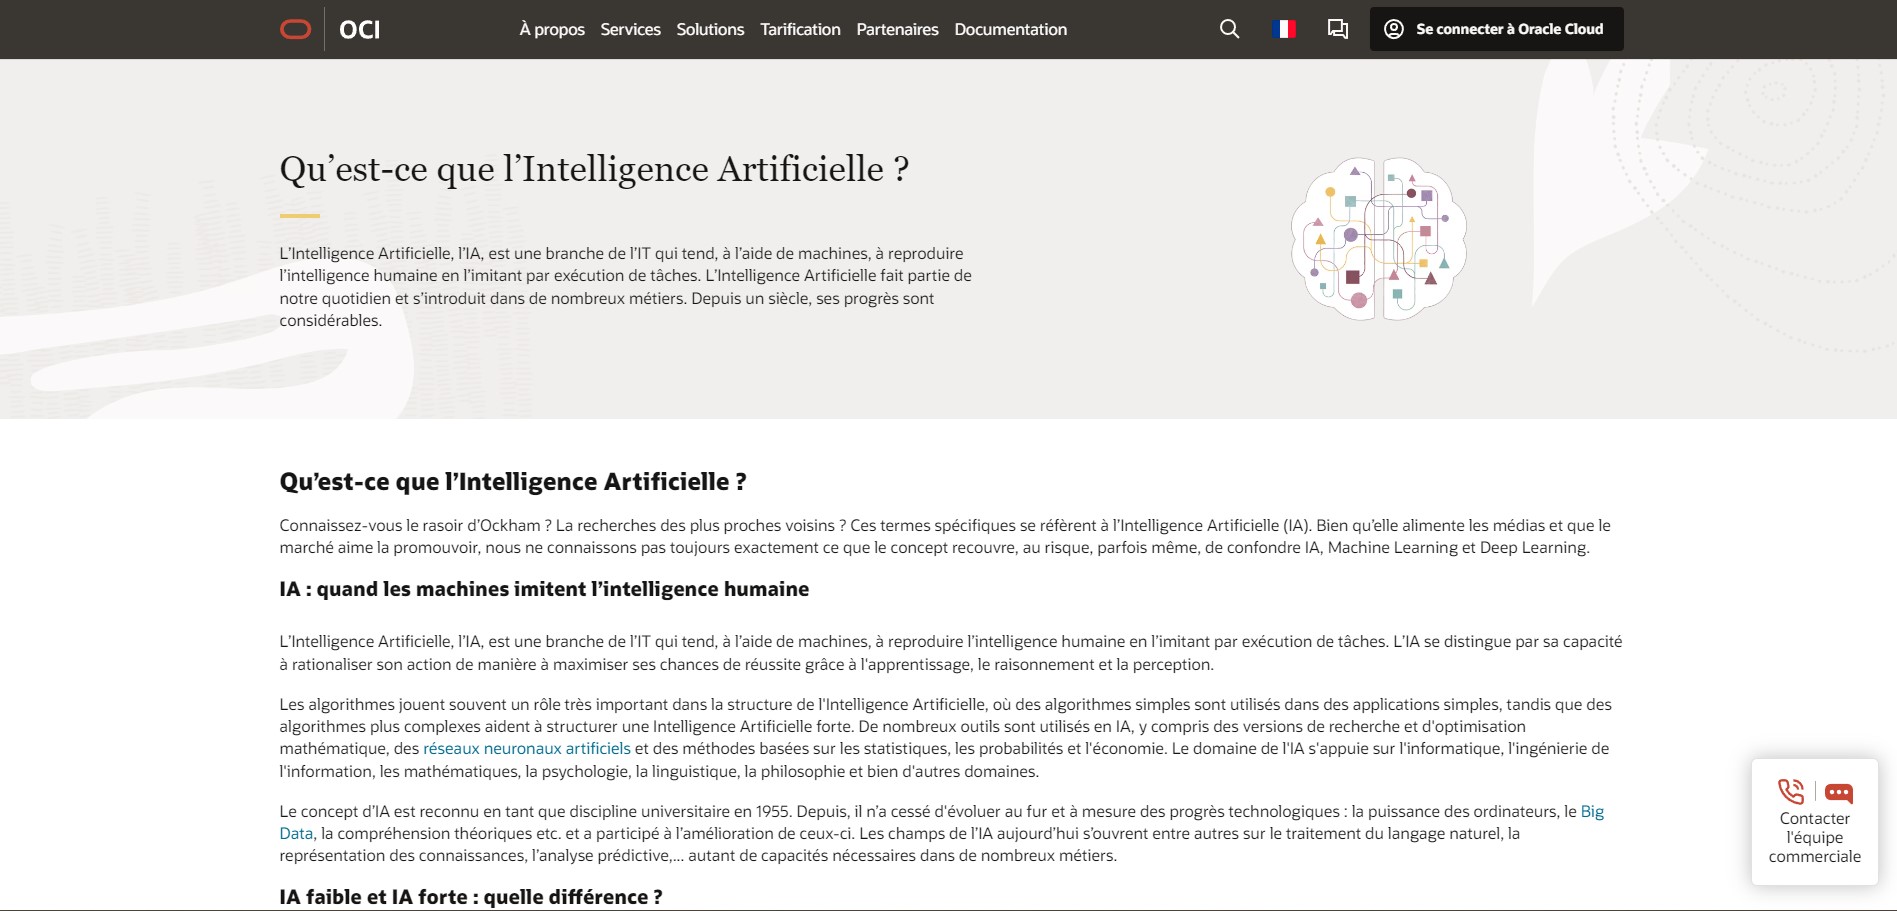 OCI
À propos
Services
Solutions
Tarification
Partenaires
Documentation
Se connecter à Oracle Cloud
Qu’est-ce que l’Intelligence Artificielle ?
L’Intelligence Artificielle, l’IA, est une branche de l’IT qui tend, à l’aide de machines, à reproduire
l’intelligence humaine en l’imitant par exécution de tâches. L’Intelligence Artificielle fait partie de
notre quotidien et s’introduit dans de nombreux métiers. Depuis un siècle, ses progrès sont
considérables.
Qu’est-ce que l’Intelligence Artificielle ?
Connaissez-vous le rasoir d’Ockham ? La recherches des plus proches voisins ? Ces termes spécifiques se réfèrent à l’Intelligence Artificielle (IA). Bien qu’elle alimente les médias et que le
marché aime la promouvoir, nous ne connaissons pas toujours exactement ce que le concept recouvre, au risque, parfois même, de confondre IA, Machine Learning et Deep Learning.
IA : quand les machines imitent l’intelligence humaine
L’Intelligence Artificielle, l’IA, est une branche de l’IT qui tend, à l’aide de machines, à reproduire l’intelligence humaine en l’imitant par exécution de tâches. L’IA se distingue par sa capacité
à rationaliser son action de manière à maximiser ses chances de réussite grâce à l'apprentissage, le raisonnement et la perception.
Les algorithmes jouent souvent un rôle très important dans la structure de l'Intelligence Artificielle, où des algorithmes simples sont utilisés dans des applications simples, tandis que des
algorithmes plus complexes aident à structurer une Intelligence Artificielle forte. De nombreux outils sont utilisés en IA, y compris des versions de recherche et d'optimisation
mathématique, des réseaux neuronaux artificiels et des méthodes basées sur les statistiques, les probabilités et l'économie. Le domaine de l'IA s'appuie sur l'informatique, l'ingénierie de
l'information, les mathématiques, la psychologie, la linguistique, la philosophie et bien d'autres domaines.
Le concept d’IA est reconnu en tant que discipline universitaire en 1955. Depuis, il n’a cessé d'évoluer au fur et à mesure des progrès technologiques : la puissance des ordinateurs, le Big
Data, la compréhension théoriques etc. et a participé à l’amélioration de ceux-ci. Les champs de l’IA aujourd’hui s’ouvrent entre autres sur le traitement du langage naturel, la
représentation des connaissances, l’analyse prédictive,… autant de capacités nécessaires dans de nombreux métiers.
IA faible et IA forte : quelle différence ?
Contacter
l'équipe
commerciale